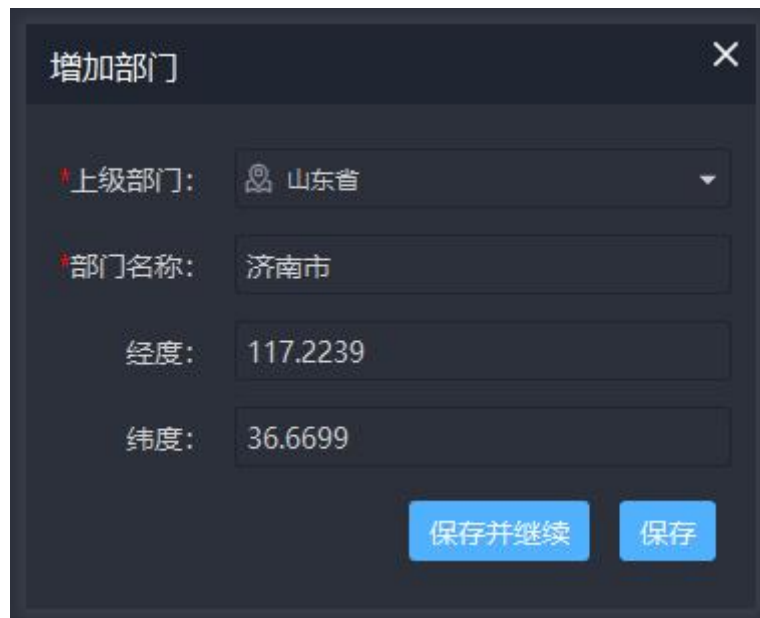 增加部门
*上级部门： 山东省
*部门名称： 济南市
经度： 117.2239
纬度： 36.6699
保存并继续 保存